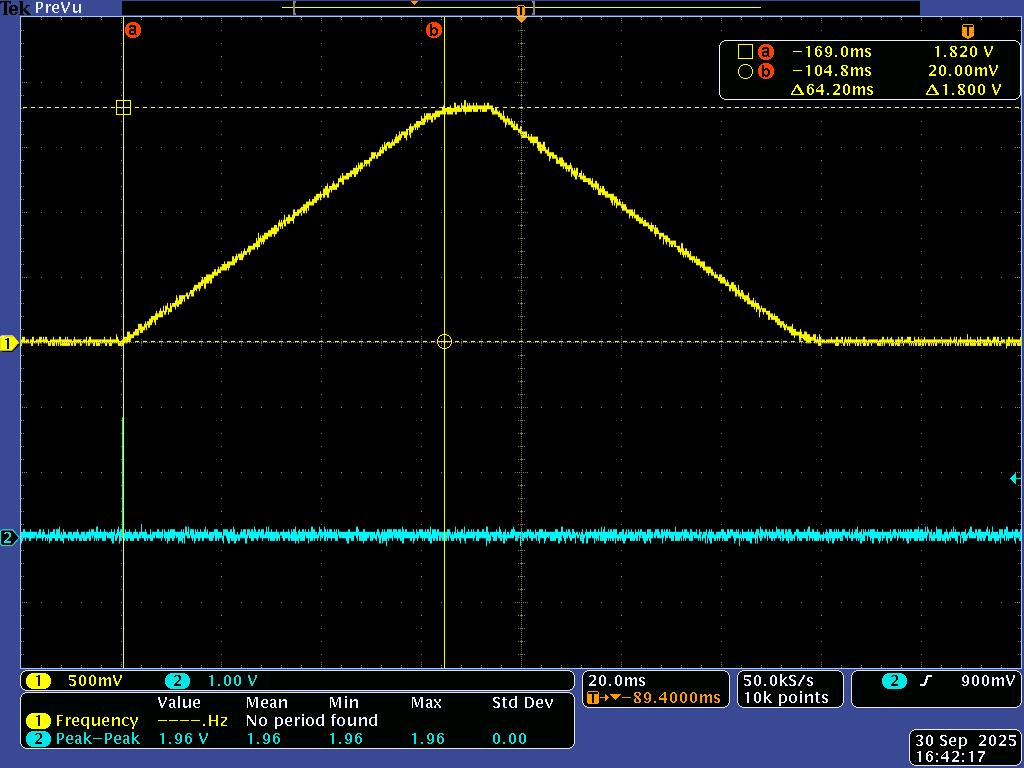 Tek PreVu
T
a b T
a −169.0ms 1.820 V
b −104.8ms 20.00mV
Δ64.20ms Δ1.800 V
1
2
1 500mV 2 1.00 V
20.0ms
T→▼−89.4000ms
50.0kS/s
10k points
2 900mV
Value Mean Min Max Std Dev
1 Frequency −−−−.Hz No period found
2 Peak−Peak 1.96 V 1.96 1.96 1.96 0.00
30 Sep 2025
16:42:17